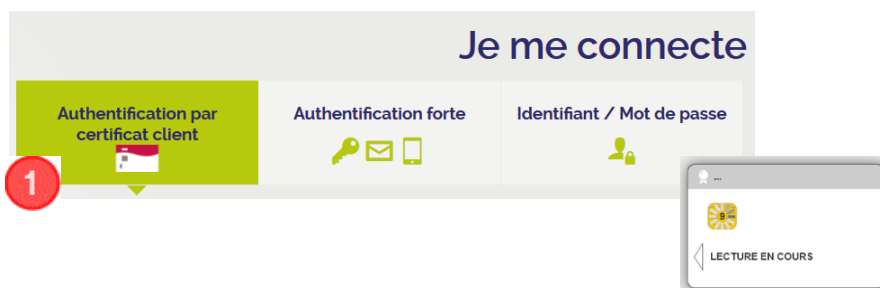 Je me connecte
Authentification par
certificat client
Authentification forte
Identifiant / Mot de passe
1
...
9
LECTURE EN COURS